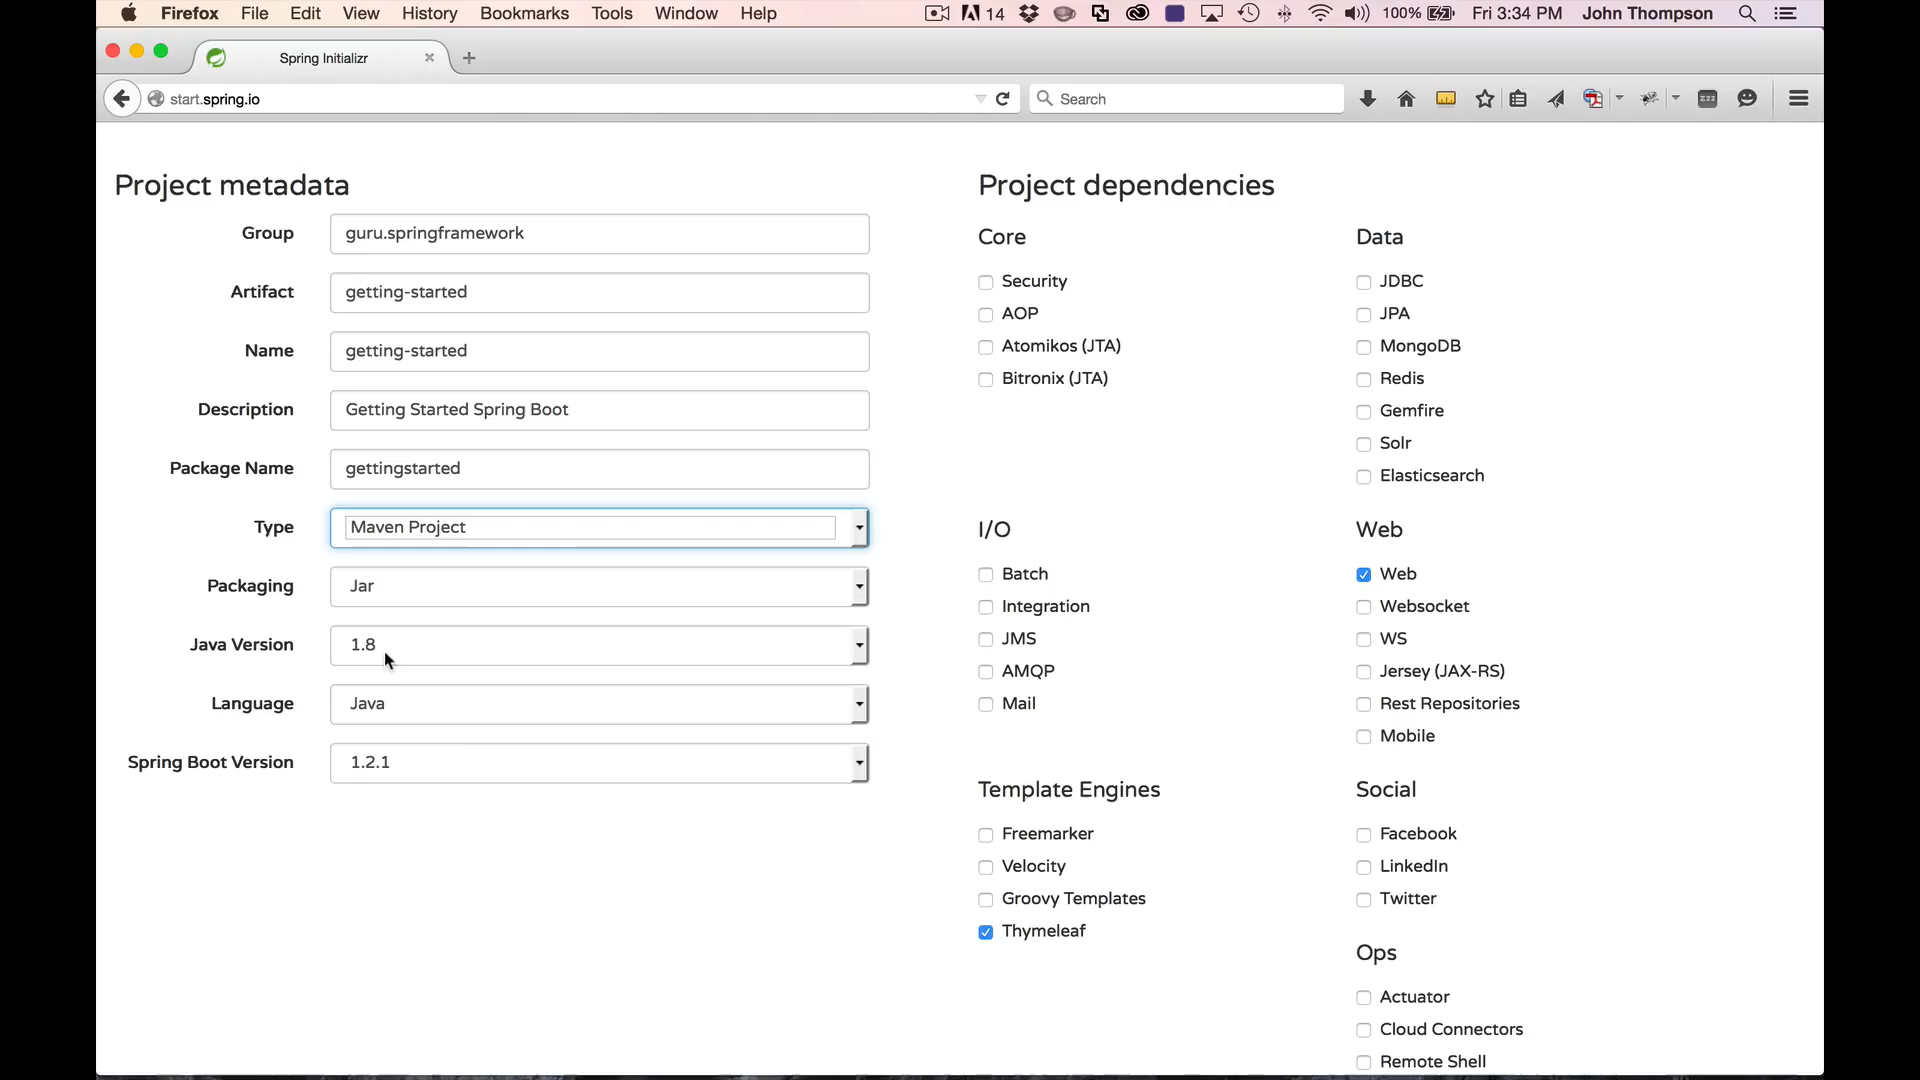 Firefox File Edit View History Bookmarks Tools Window Help 14 100% Fri 3:34 PM John Thompson
Spring Initializr
start.spring.io Search
Project metadata
Group guru.springframework
Artifact getting-started
Name getting-started
Description Getting Started Spring Boot
Package Name gettingstarted
Type Maven Project
Packaging Jar
Java Version 1.8
Language Java
Spring Boot Version 1.2.1
Project dependencies
Core
Security
AOP
Atomikos (JTA)
Bitronix (JTA)
Data
JDBC
JPA
MongoDB
Redis
Gemfire
Solr
Elasticsearch
I/O
Batch
Integration
JMS
AMQP
Mail
Web
Web
Websocket
WS
Jersey (JAX-RS)
Rest Repositories
Mobile
Template Engines
Freemarker
Velocity
Groovy Templates
Thymeleaf
Social
Facebook
LinkedIn
Twitter
Ops
Actuator
Cloud Connectors
Remote Shell